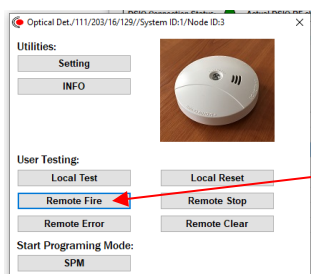 Optical Det./111/203/16/129//System ID:1/Node ID:3
Utilities:
Setting
INFO
User Testing:
Local Test Local Reset
Remote Fire Remote Stop
Remote Error Remote Clear
Start Programing Mode:
SPM